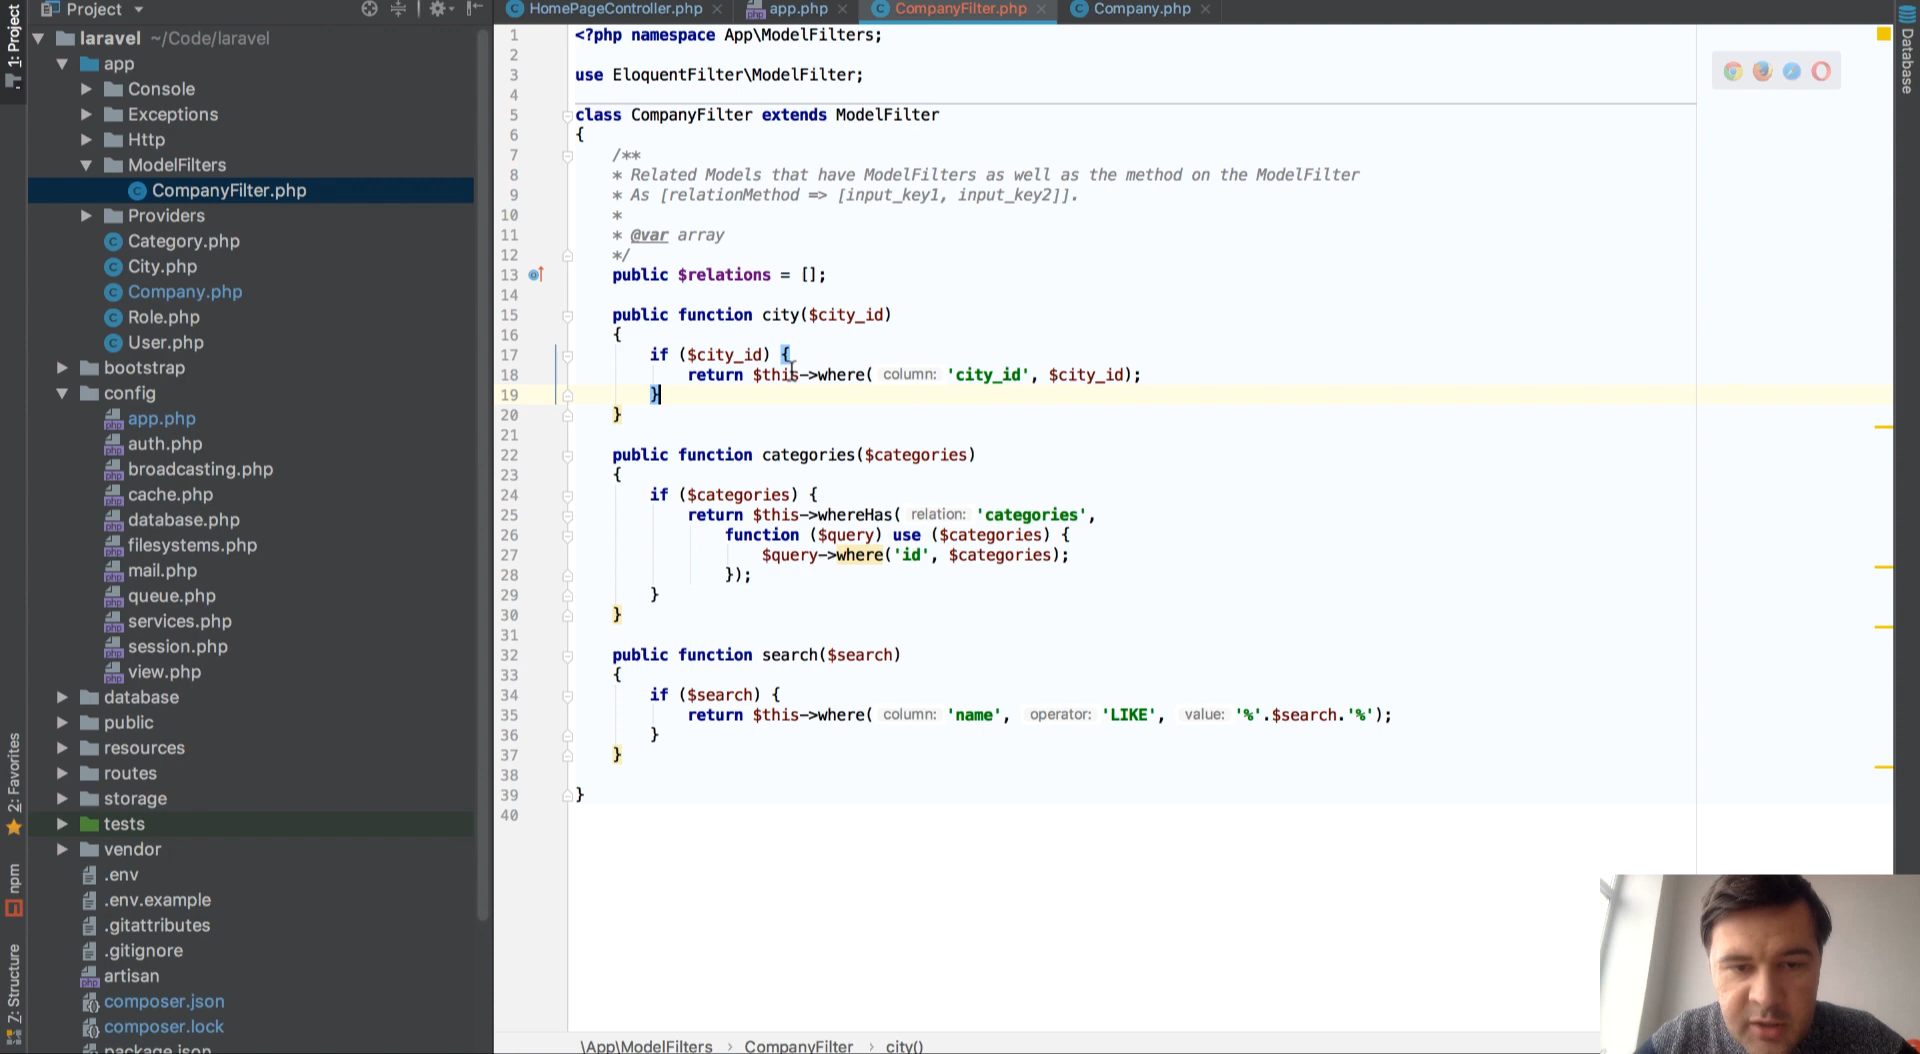 Project
HomePageController.php
app.php
CompanyFilter.php
Company.php
1: Project
2: Favorites
npm
Z: Structure
Database
laravel ~/Code/laravel
app
Console
Exceptions
Http
ModelFilters
CompanyFilter.php
Providers
Category.php
City.php
Company.php
Role.php
User.php
bootstrap
config
app.php
auth.php
broadcasting.php
cache.php
database.php
filesystems.php
mail.php
queue.php
services.php
session.php
view.php
database
public
resources
routes
storage
tests
vendor
.env
.env.example
.gitattributes
.gitignore
artisan
composer.json
composer.lock
package.json
1 <?php namespace App\ModelFilters;
2
3 use EloquentFilter\ModelFilter;
4
5 class CompanyFilter extends ModelFilter
6 {
7 /**
8 * Related Models that have ModelFilters as well as the method on the ModelFilter
9 * As [relationMethod => [input_key1, input_key2]].
10 *
11 * @var array
12 */
13 public $relations = [];
14
15 public function city($city_id)
16 {
17 if ($city_id) {
18 return $this->where( column: 'city_id', $city_id);
19 }
20 }
21
22 public function categories($categories)
23 {
24 if ($categories) {
25 return $this->whereHas( relation: 'categories',
26 function ($query) use ($categories) {
27 $query->where('id', $categories);
28 });
29 }
30 }
31
32 public function search($search)
33 {
34 if ($search) {
35 return $this->where( column: 'name', operator: 'LIKE', value: '%'.$search.'%');
36 }
37 }
38
39 }
40
\App\ModelFilters › CompanyFilter › city()